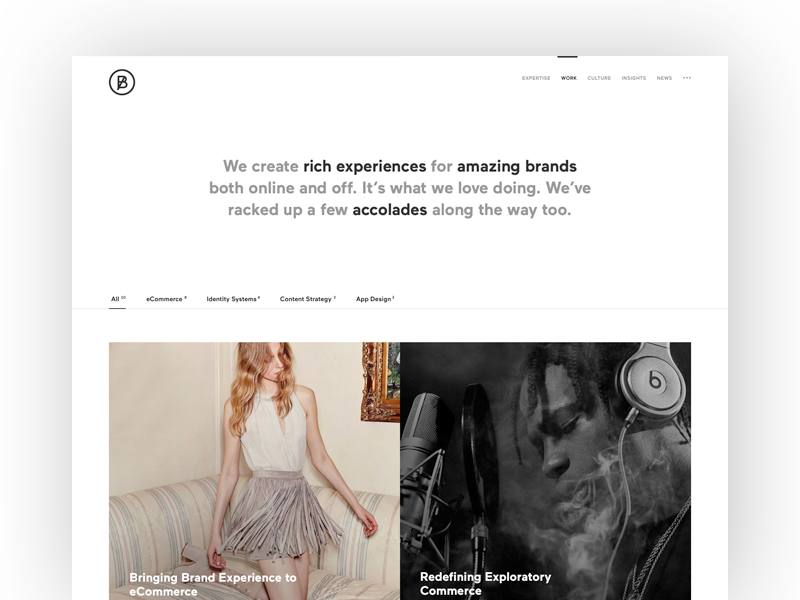 B
EXPERTISE WORK CULTURE INSIGHTS NEWS •••
We create rich experiences for amazing brands
both online and off. It's what we love doing. We've
racked up a few accolades along the way too.
All eCommerce Identity Systems Content Strategy App Design
b
Bringing Brand Experience to
eCommerce
Redefining Exploratory
Commerce